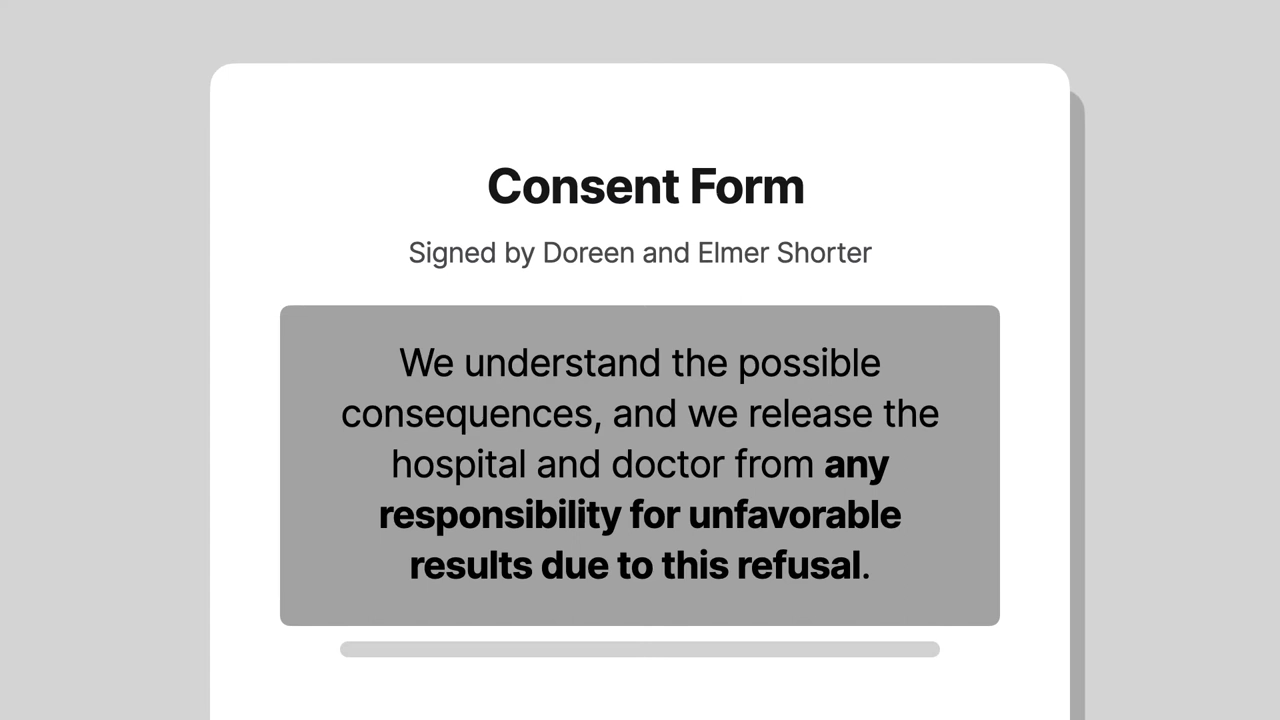 Consent Form
Signed by Doreen and Elmer Shorter
We understand the possible
consequences, and we release the
hospital and doctor from any
responsibility for unfavorable
results due to this refusal.